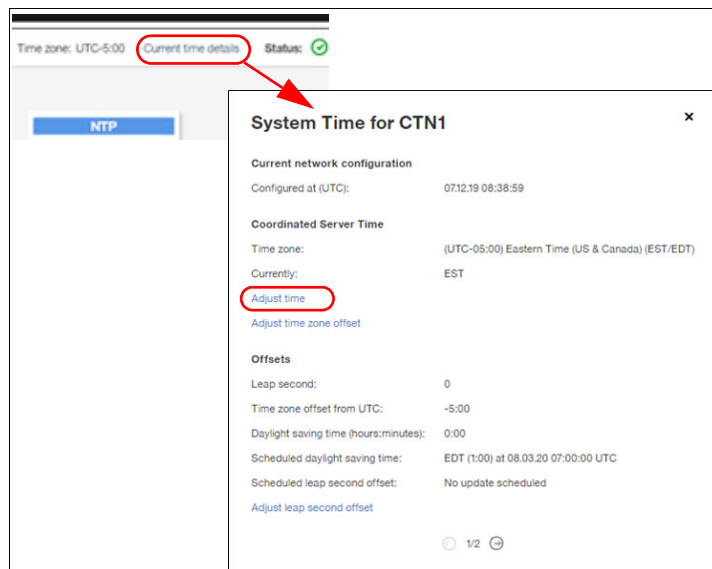 Time zone: UTC-5:00 Current time details Status:
NTP
System Time for CTN1
Current network configuration
Configured at (UTC): 07.12.19 08:38:59
Coordinated Server Time
Time zone: (UTC-05:00) Eastern Time (US & Canada) (EST/EDT)
Currently: EST
Adjust time
Adjust time zone offset
Offsets
Leap second: 0
Time zone offset from UTC: -5:00
Daylight saving time (hours:minutes): 0:00
Scheduled daylight saving time: EDT (1:00) at 08.03.20 07:00:00 UTC
Scheduled leap second offset: No update scheduled
Adjust leap second offset
1/2